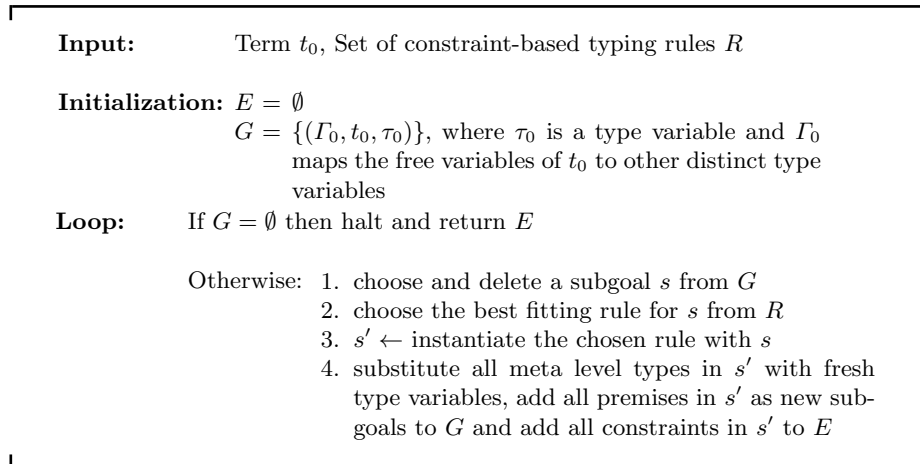 Input: Term t₀, Set of constraint-based typing rules R
Initialization: E = ∅
G = {(Γ₀, t₀, τ₀)}, where τ₀ is a type variable and Γ₀
maps the free variables of t₀ to other distinct type
variables
Loop: If G = ∅ then halt and return E
Otherwise: 1. choose and delete a subgoal s from G
2. choose the best fitting rule for s from R
3. s′ ← instantiate the chosen rule with s
4. substitute all meta level types in s′ with fresh
type variables, add all premises in s′ as new sub-
goals to G and add all constraints in s′ to E